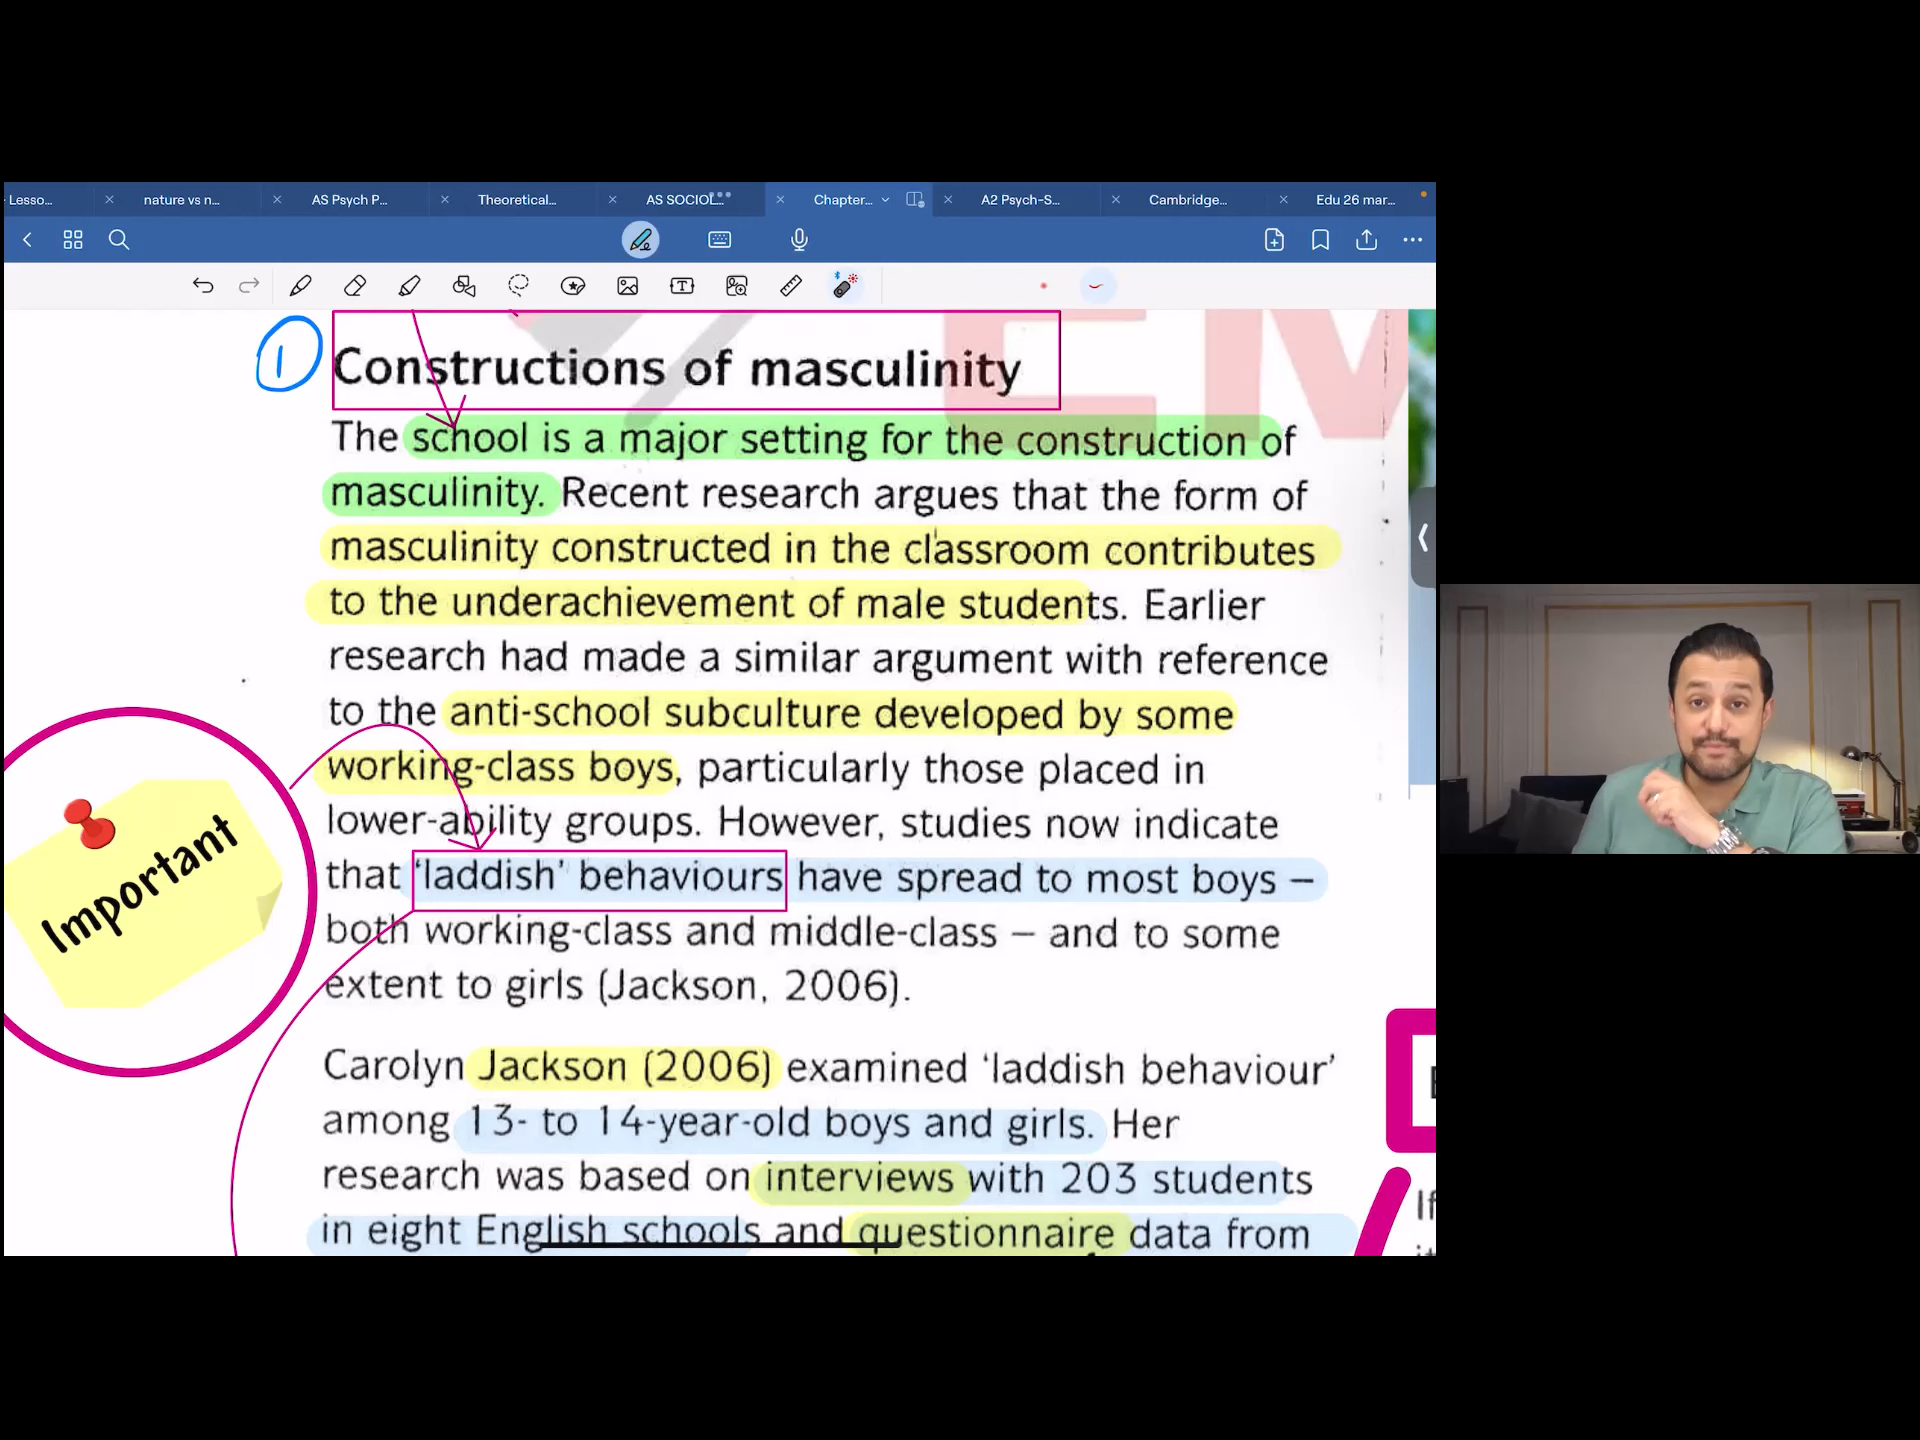 Lesso...
nature vs n...
AS Psych P...
Theoretical...
AS SOCIOL...
Chapter...
A2 Psych-S...
Cambridge...
Edu 26 mar...
EM
1
Constructions of masculinity
The school is a major setting for the construction of
masculinity. Recent research argues that the form of
masculinity constructed in the classroom contributes
to the underachievement of male students. Earlier
research had made a similar argument with reference
to the anti-school subculture developed by some
working-class boys, particularly those placed in
lower-ability groups. However, studies now indicate
that ‘laddish’ behaviours have spread to most boys –
both working-class and middle-class – and to some
extent to girls (Jackson, 2006).
Important
Carolyn Jackson (2006) examined ‘laddish behaviour’
among 13- to 14-year-old boys and girls. Her
research was based on interviews with 203 students
in eight English schools and questionnaire data from